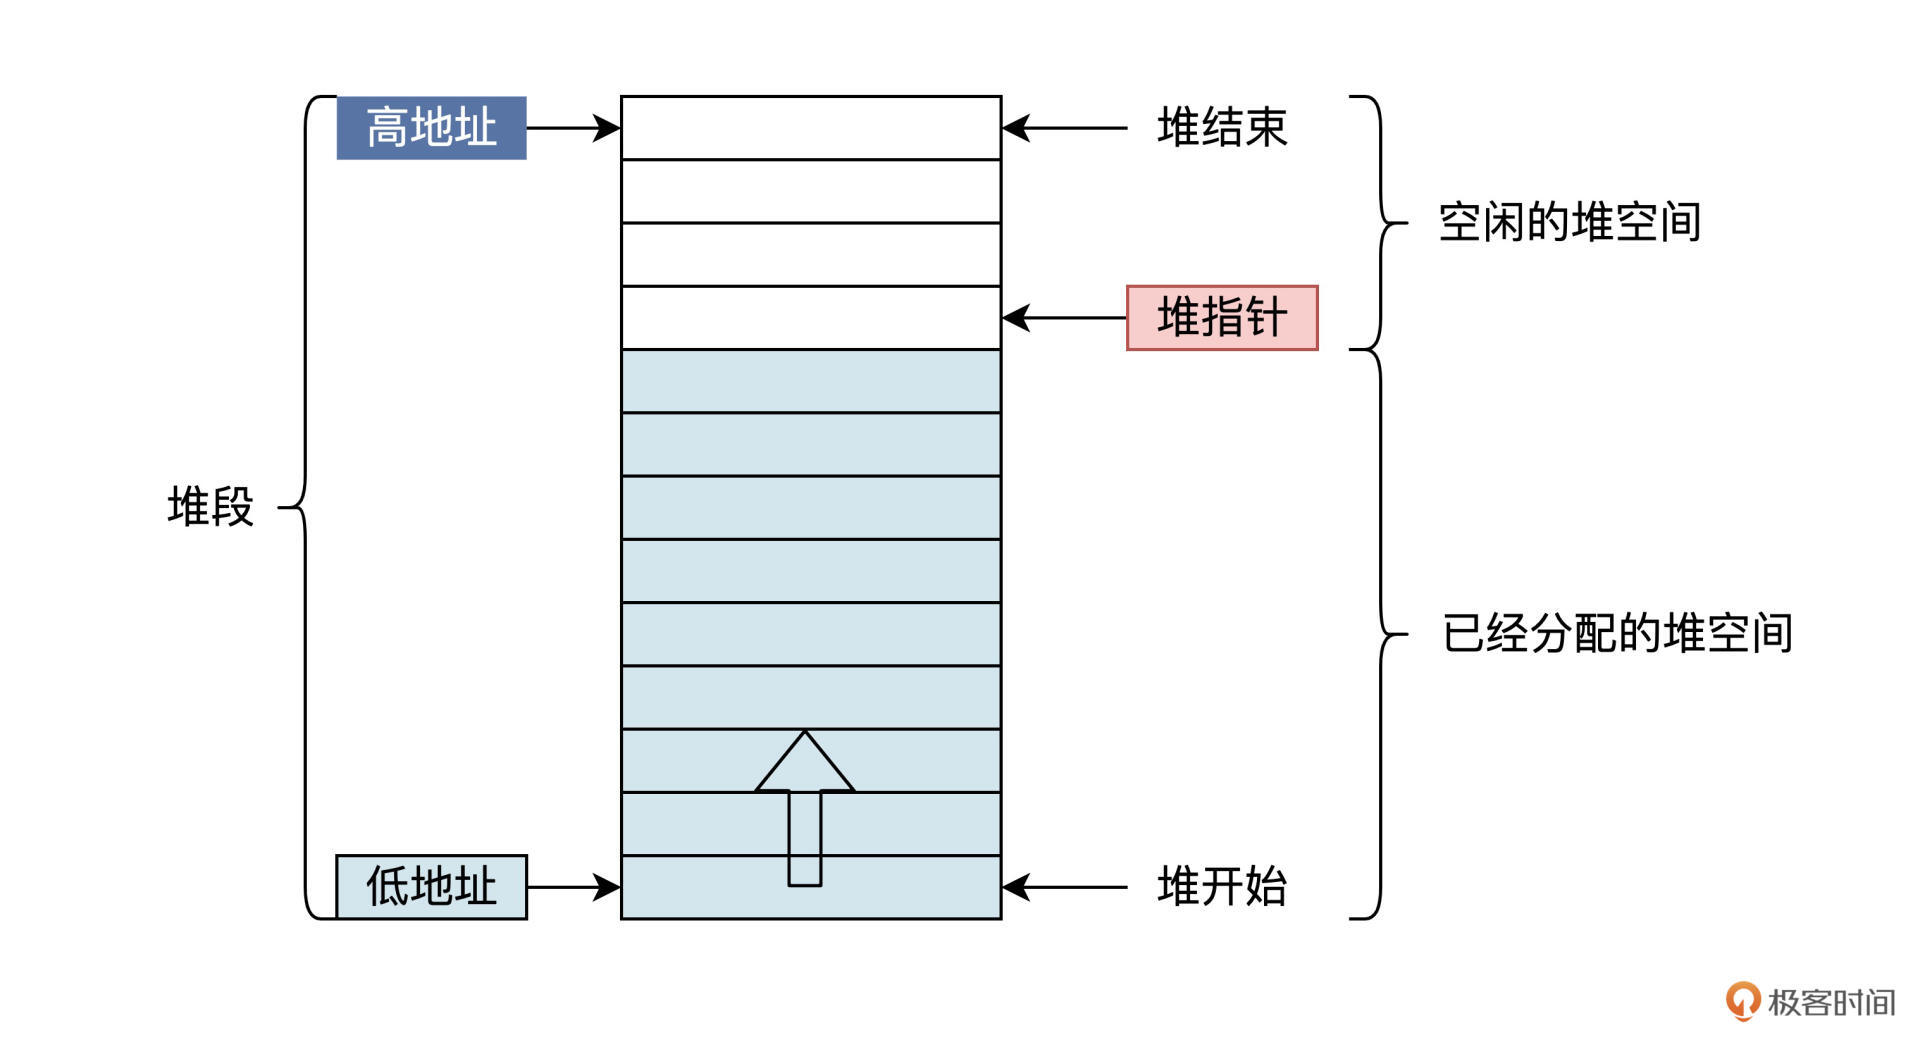 高地址
堆结束
空闲的堆空间
堆指针
堆段
已经分配的堆空间
低地址
堆开始
极客时间